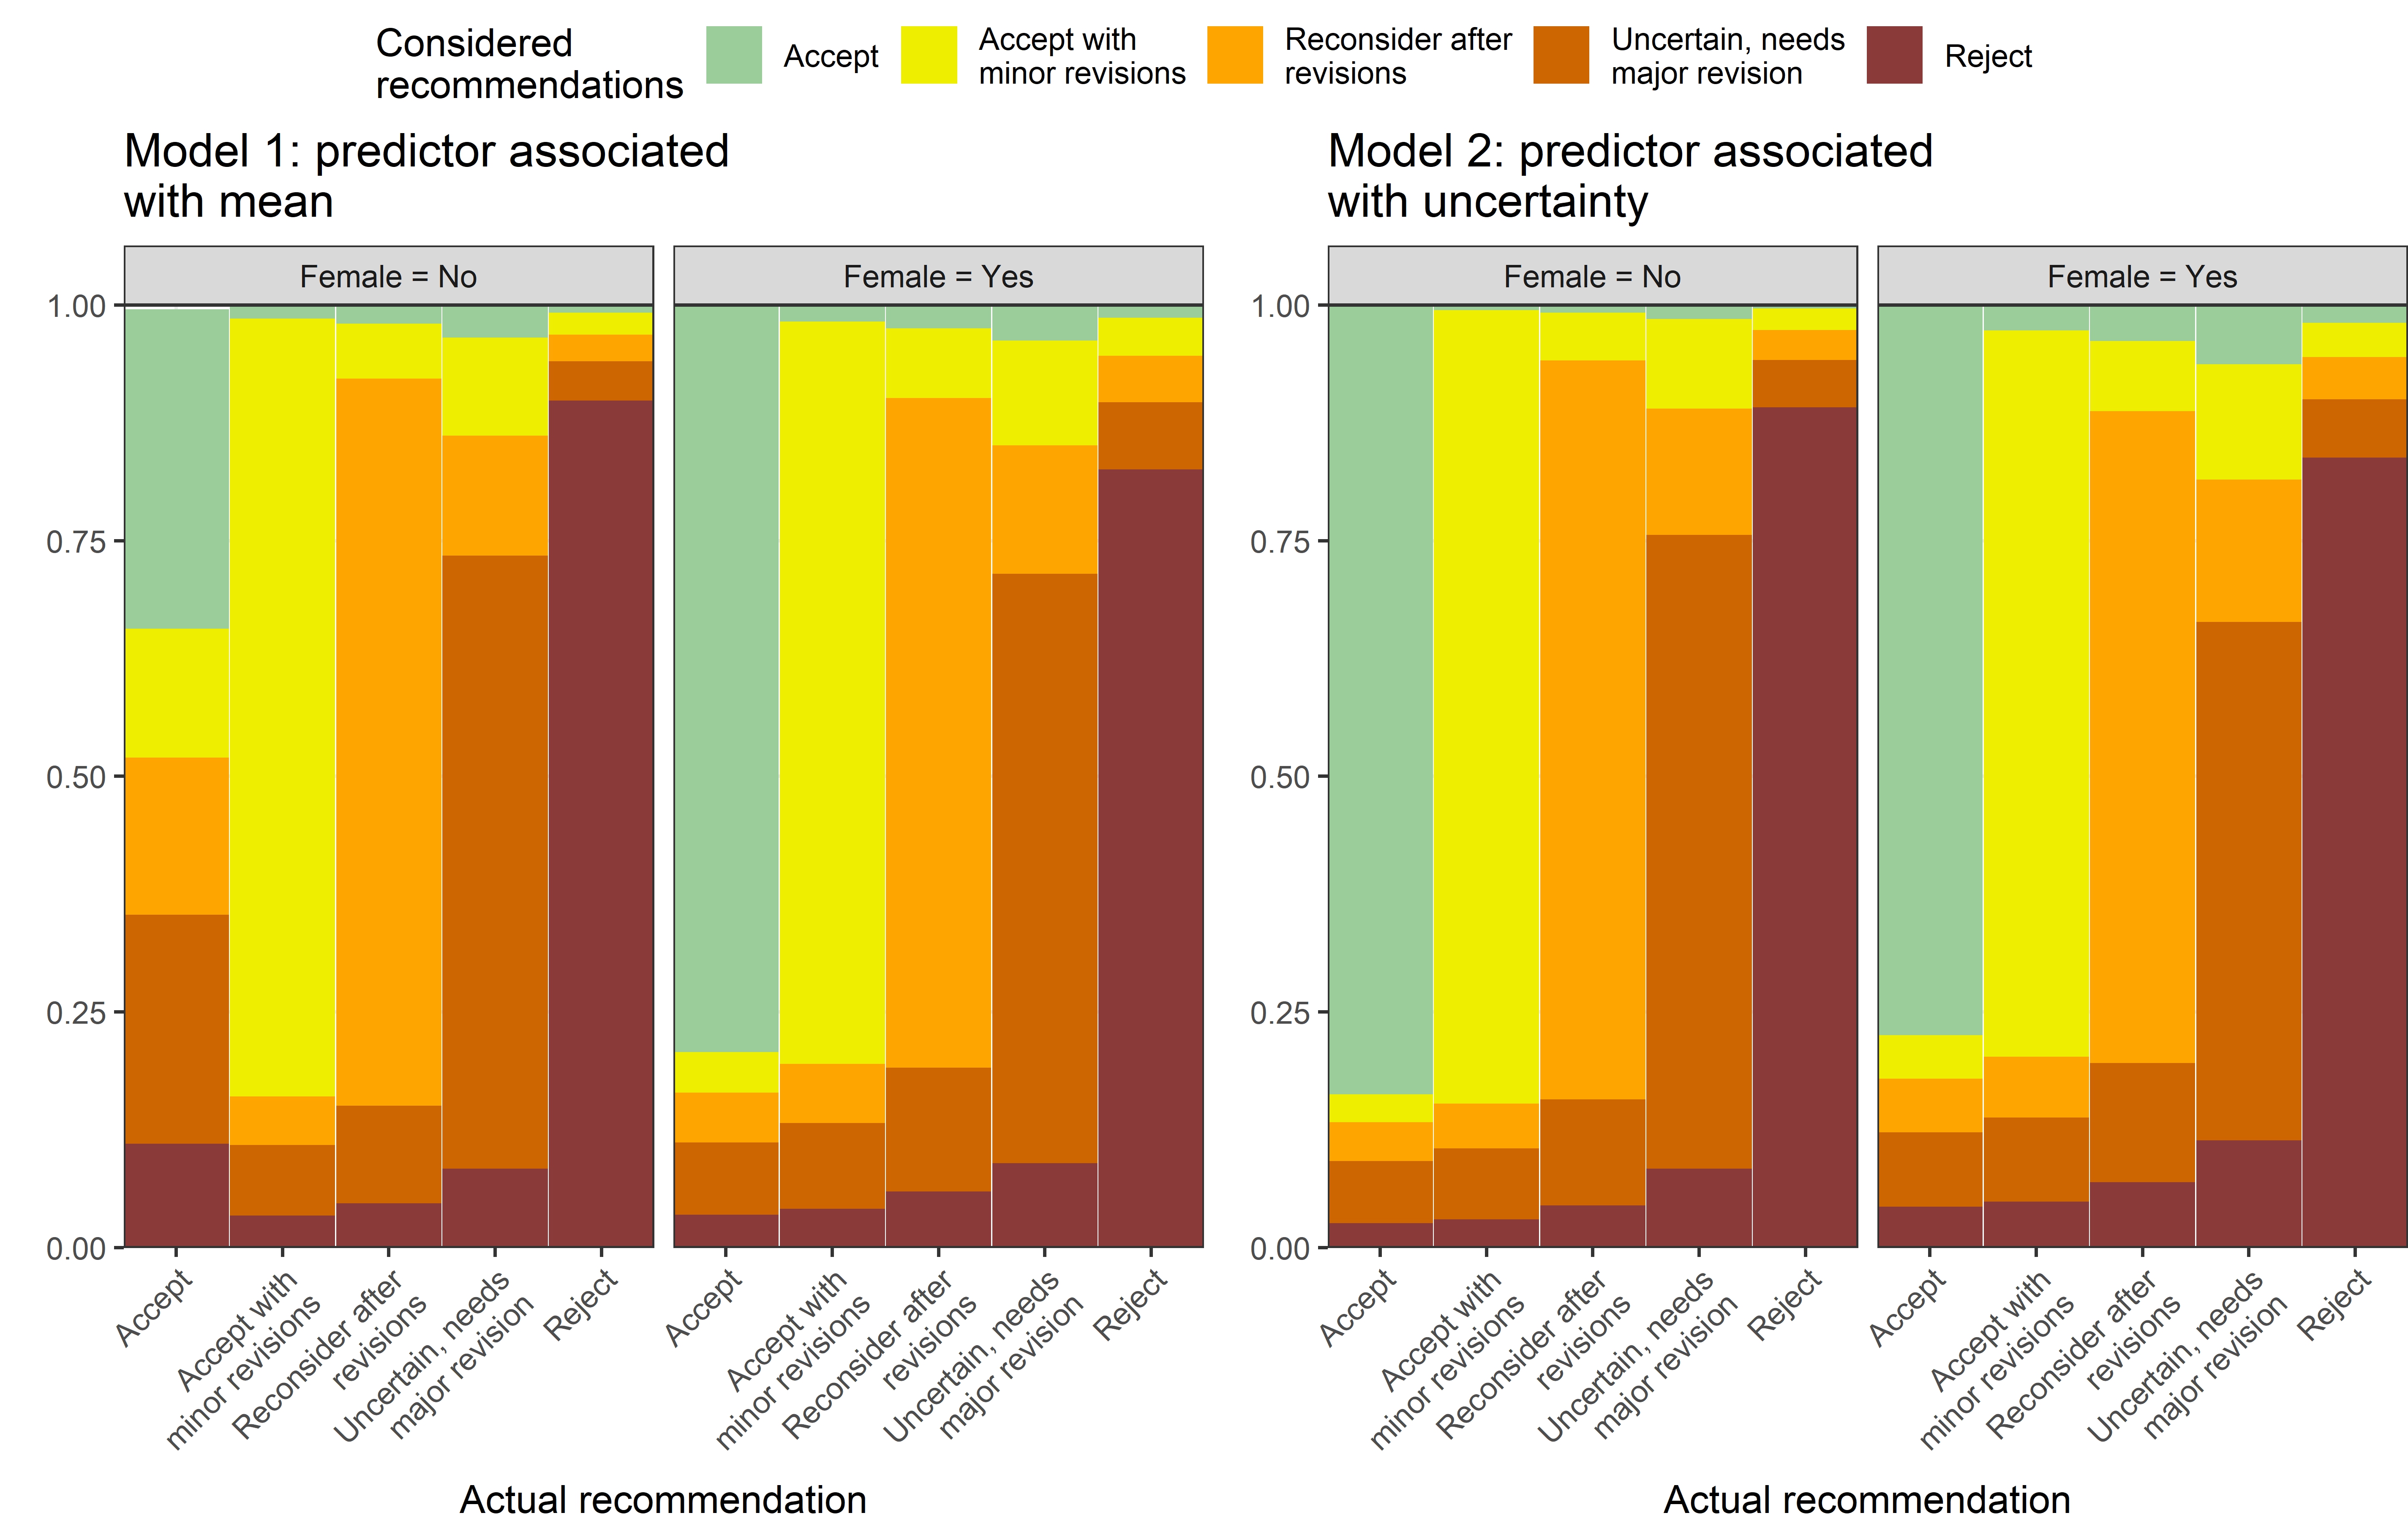 Considered
recommendations
Accept
Accept with
minor revisions
Reconsider after
revisions
Uncertain, needs
major revision
Reject
Model 1: predictor associated
with mean
Female = No
Female = Yes
1.00
0.75
0.50
0.25
0.00
Accept
Accept with
minor revisions
Reconsider after
revisions
Uncertain, needs
major revision
Reject
Accept
Accept with
minor revisions
Reconsider after
revisions
Uncertain, needs
major revision
Reject
Actual recommendation
Model 2: predictor associated
with uncertainty
Female = No
Female = Yes
1.00
0.75
0.50
0.25
0.00
Accept
Accept with
minor revisions
Reconsider after
revisions
Uncertain, needs
major revision
Reject
Accept
Accept with
minor revisions
Reconsider after
revisions
Uncertain, needs
major revision
Reject
Actual recommendation